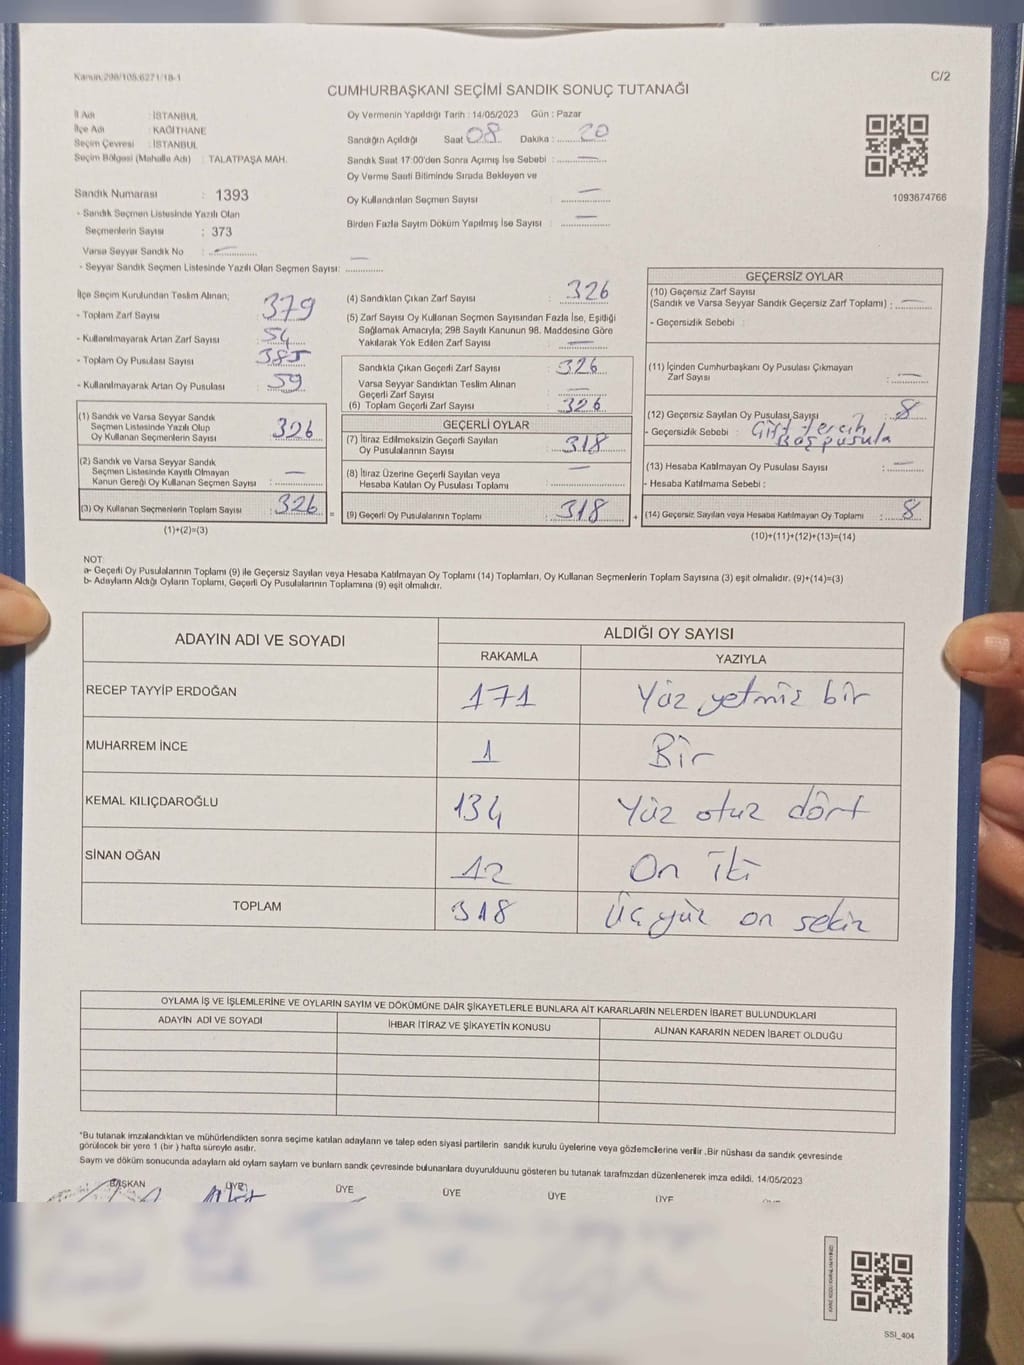 Kanun:298/105;6271/18-1
C/2
CUMHURBAŞKANI SEÇİMİ SANDIK SONUÇ TUTANAĞI
İl Adı : İSTANBUL
İlçe Adı : KAĞITHANE
Seçim Çevresi : İSTANBUL
Seçim Bölgesi (Mahalle Adı) : TALATPAŞA MAH.
Sandık Numarası : 1393
- Sandık Seçmen Listesinde Yazılı Olan
Seçmenlerin Sayısı : 373
Varsa Seyyar Sandık No : —
- Seyyar Sandık Seçmen Listesinde Yazılı Olan Seçmen Sayısı: —
Oy Vermenin Yapıldığı Tarih : 14/05/2023 Gün : Pazar
Sandığın Açıldığı Saat 08 Dakika : 20
Sandık Saat 17:00'den Sonra Açımış İse Sebebi : —
Oy Verme Saati Bitiminde Sırada Bekleyen ve
Oy Kullandırılan Seçmen Sayısı : —
Birden Fazla Sayım Döküm Yapılmış İse Sayısı : —
1093674766
İlçe Seçim Kurulundan Teslim Alınan;
- Toplam Zarf Sayısı : 379
- Kullanılmayarak Artan Zarf Sayısı : 54
- Toplam Oy Pusulası Sayısı : 385
- Kullanılmayarak Artan Oy Pusulası : 59
(1) Sandık ve Varsa Seyyar Sandık
Seçmen Listesinde Yazılı Olup
Oy Kullanan Seçmenlerin Sayısı : 326
(2) Sandık ve Varsa Seyyar Sandık
Seçmen Listesinde Kayıtlı Olmayan
Kanun Gereği Oy Kullanan Seçmen Sayısı : —
(3) Oy Kullanan Seçmenlerin Toplam Sayısı : 326
(1)+(2)=(3)
=
(4) Sandıktan Çıkan Zarf Sayısı : 326
(5) Zarf Sayısı Oy Kullanan Seçmen Sayısından Fazla İse, Eşitliği
Sağlamak Amacıyla; 298 Sayılı Kanunun 98. Maddesine Göre
Yakılarak Yok Edilen Zarf Sayısı : —
Sandıkta Çıkan Geçerli Zarf Sayısı : 326
Varsa Seyyar Sandıktan Teslim Alınan
Geçerli Zarf Sayısı : —
(6) Toplam Geçerli Zarf Sayısı : 326
GEÇERLİ OYLAR
(7) İtiraz Edilmeksizin Geçerli Sayılan
Oy Pusulalarının Sayısı : 318
(8) İtiraz Üzerine Geçerli Sayılan veya
Hesaba Katılan Oy Pusulası Toplamı : —
(9) Geçerli Oy Pusulalarının Toplamı : 318
+
GEÇERSİZ OYLAR
(10) Geçersiz Zarf Sayısı
(Sandık ve Varsa Seyyar Sandık Geçersiz Zarf Toplamı) : —
- Geçersizlik Sebebi :
(11) İçinden Cumhurbaşkanı Oy Pusulası Çıkmayan
Zarf Sayısı : —
(12) Geçersiz Sayılan Oy Pusulası Sayısı : 8
- Geçersizlik Sebebi : Çift tercih
Boş pusula
(13) Hesaba Katılmayan Oy Pusulası Sayısı : —
- Hesaba Katılmama Sebebi :
(14) Geçersiz Sayılan veya Hesaba Katılmayan Oy Toplamı : 8
(10)+(11)+(12)+(13)=(14)
NOT:
a- Geçerli Oy Pusulalarının Toplamı (9) ile Geçersiz Sayılan veya Hesaba Katılmayan Oy Toplamı (14) Toplamları, Oy Kullanan Seçmenlerin Toplam Sayısına (3) eşit olmalıdır. (9)+(14)=(3)
b- Adayların Aldığı Oyların Toplamı, Geçerli Oy Pusulalarının Toplamına (9) eşit olmalıdır.
ADAYIN ADI VE SOYADI
ALDIĞI OY SAYISI
RAKAMLA YAZIYLA
RECEP TAYYİP ERDOĞAN 171 Yüz yetmiş bir
MUHARREM İNCE 1 Bir
KEMAL KILIÇDAROĞLU 134 Yüz otuz dört
SİNAN OĞAN 12 On iki
TOPLAM 318 Üç yüz on sekiz
OYLAMA İŞ VE İŞLEMLERİNE VE OYLARIN SAYIM VE DÖKÜMÜNE DAİR ŞİKAYETLERLE BUNLARA AİT KARARLARIN NELERDEN İBARET BULUNDUKLARI
ADAYIN ADI VE SOYADI İHBAR İTİRAZ VE ŞİKAYETİN KONUSU ALINAN KARARIN NEDEN İBARET OLDUĞU
*Bu tutanak imzalandıktan ve mühürlendikten sonra seçime katılan adayların ve talep eden siyasi partilerin sandık kurulu üyelerine veya gözlemcilerine verilir .Bir nüshası da sandık çevresinde
görülecek bir yere 1 (bir ) hafta süreyle asılır.
Sayım ve döküm sonucunda adayların ald oyların sayların ve bunların sandk çevresinde bulunanlara duyurulduunu gösteren bu tutanak tarafmzdan düzenlenerek imza edildi. 14/05/2023
BAŞKAN ÜYE ÜYE ÜYE ÜYE ÜYE
SSI_404